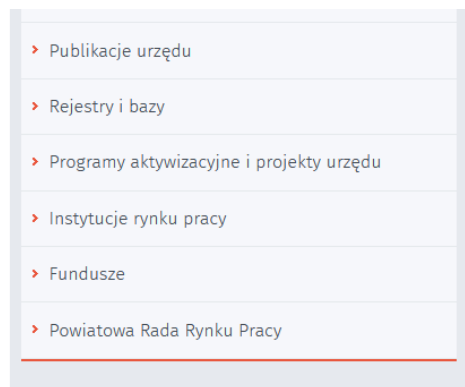 Publikacje urzędu
Rejestry i bazy
Programy aktywizacyjne i projekty urzędu
Instytucje rynku pracy
Fundusze
Powiatowa Rada Rynku Pracy